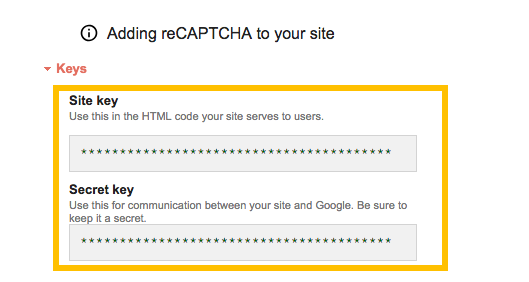 Adding reCAPTCHA to your site
Keys
Site key
Use this in the HTML code your site serves to users.
****************************************
Secret key
Use this for communication between your site and Google. Be sure to
keep it a secret.
****************************************